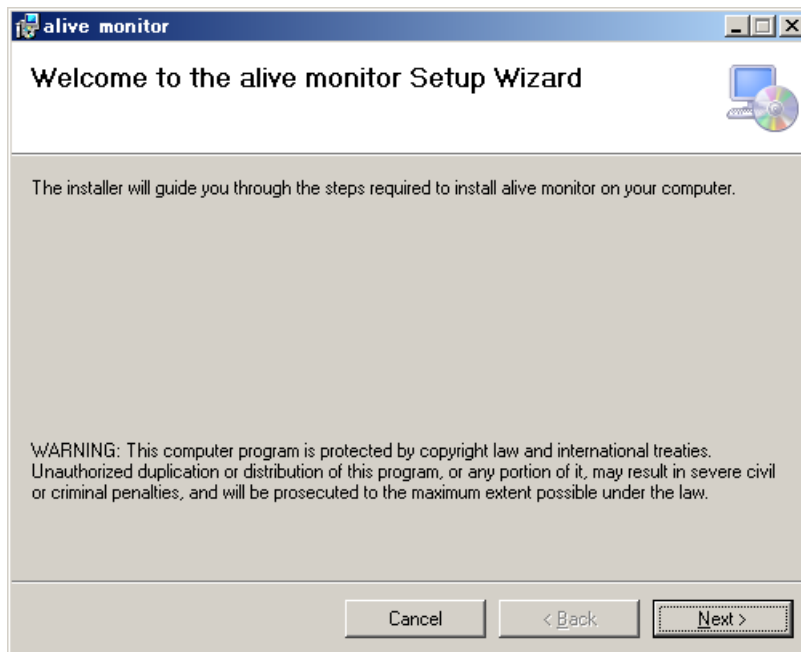 alive monitor
Welcome to the alive monitor Setup Wizard
The installer will guide you through the steps required to install alive monitor on your computer.
WARNING: This computer program is protected by copyright law and international treaties.
Unauthorized duplication or distribution of this program, or any portion of it, may result in severe civil
or criminal penalties, and will be prosecuted to the maximum extent possible under the law.
Cancel
< Back
Next >